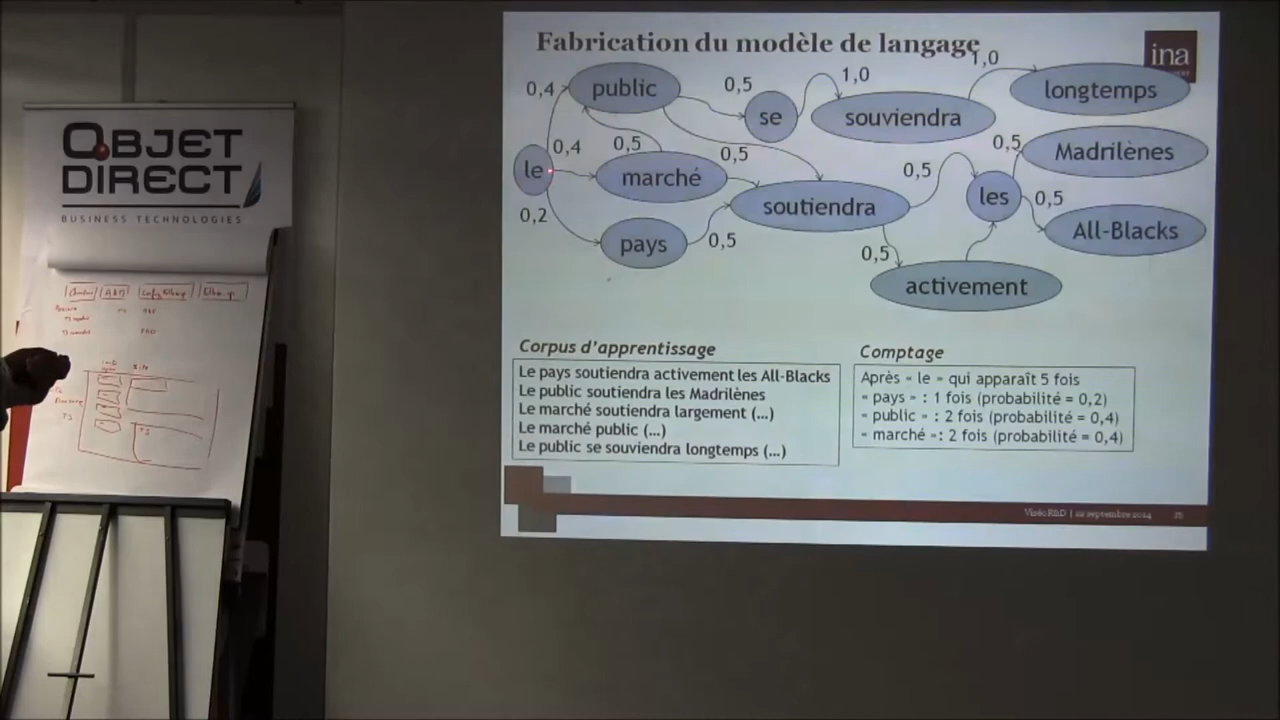 OBJET
DIRECT
BUSINESS TECHNOLOGIES
Fabrication du modèle de langage
ina
1,0
0,4
public
0,5
1,0
longtemps
se
souviendra
0,4
0,5
0,5
0,5
Madrilènes
le
marché
0,5
les
0,5
0,2
soutiendra
pays
0,5
All-Blacks
0,5
activement
Corpus d'apprentissage
Le pays soutiendra activement les All-Blacks
Le public soutiendra les Madrilènes
Le marché soutiendra largement (...)
Le marché public (...)
Le public se souviendra longtemps (...)
Comptage
Après « le » qui apparaît 5 fois
« pays » : 1 fois (probabilité = 0,2)
« public » : 2 fois (probabilité = 0,4)
« marché »: 2 fois (probabilité = 0,4)
22 septembre 2014